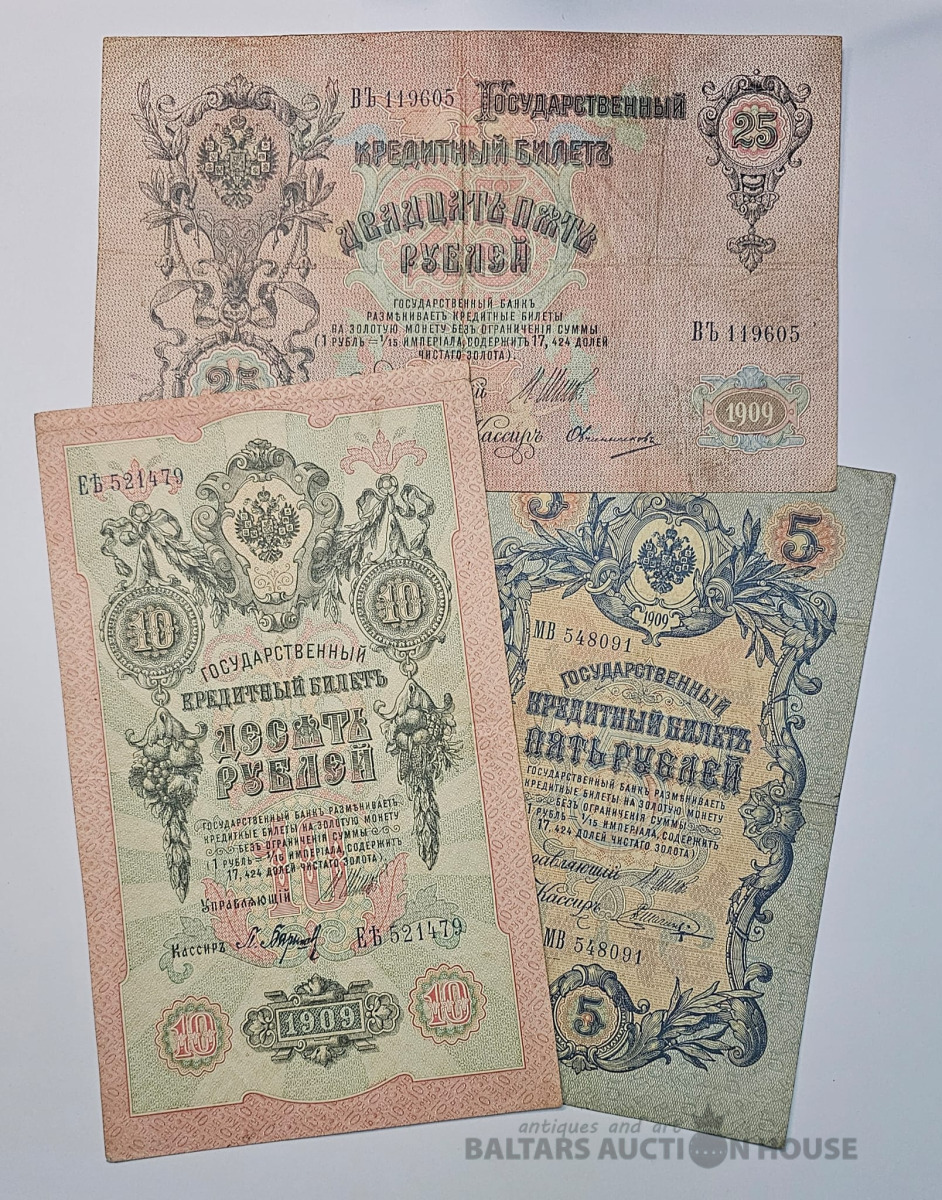 ВЪ 119605
25
ГОСУДАРСТВЕННЫЙ
КРЕДИТНЫЙ БИЛЕТЪ
ДВАДЦАТЬ ПЯТЬ
РУБЛЕЙ
ГОСУДАРСТВЕННЫЙ БАНКЪ
РАЗМѢНИВАЕТЪ КРЕДИТНЫЕ БИЛЕТЫ
НА ЗОЛОТУЮ МОНЕТУ БЕЗЪ ОГРАНИЧЕНІЯ СУММЫ
(1 РУБЛЬ = 1/15 ИМПЕРІАЛА, СОДЕРЖИТЪ 17, 424 ДОЛЕЙ
ЧИСТАГО ЗОЛОТА).
ВЪ 119605
25
1909
Кассиръ Овчинниковъ
ЕѢ 521479
10
10
ГОСУДАРСТВЕННЫЙ
КРЕДИТНЫЙ БИЛЕТЪ
ДЕСЯТЬ
РУБЛЕЙ
ГОСУДАРСТВЕННЫЙ БАНКЪ РАЗМѢНИВАЕТЪ
КРЕДИТНЫЕ БИЛЕТЫ НА ЗОЛОТУЮ МОНЕТУ
БЕЗЪ ОГРАНИЧЕНІЯ СУММЫ
(1 РУБЛЬ = 1/15 ИМПЕРІАЛА, СОДЕРЖИТЪ
17, 424 ДОЛЕЙ ЧИСТАГО ЗОЛОТА).
10
УПРАВЛЯЮЩІЙ
КАССИРЪ
ЕѢ 521479
10
1909
10
5
5
1909
МВ 548091
ГОСУДАРСТВЕННЫЙ
КРЕДИТНЫЙ БИЛЕТЪ
ПЯТЬ РУБЛЕЙ
ГОСУДАРСТВЕННЫЙ БАНКЪ РАЗМѢНИВАЕТЪ
КРЕДИТНЫЕ БИЛЕТЫ НА ЗОЛОТУЮ МОНЕТУ
БЕЗЪ ОГРАНИЧЕНІЯ СУММЫ
1 РУБЛЬ = 1/15 ИМПЕРІАЛА, СОДЕРЖИТЪ
17, 424 ДОЛЕЙ ЧИСТАГО ЗОЛОТА)
Кассиръ
МВ 548091
5
antiques and art
BALTARS AUCTION HOUSE